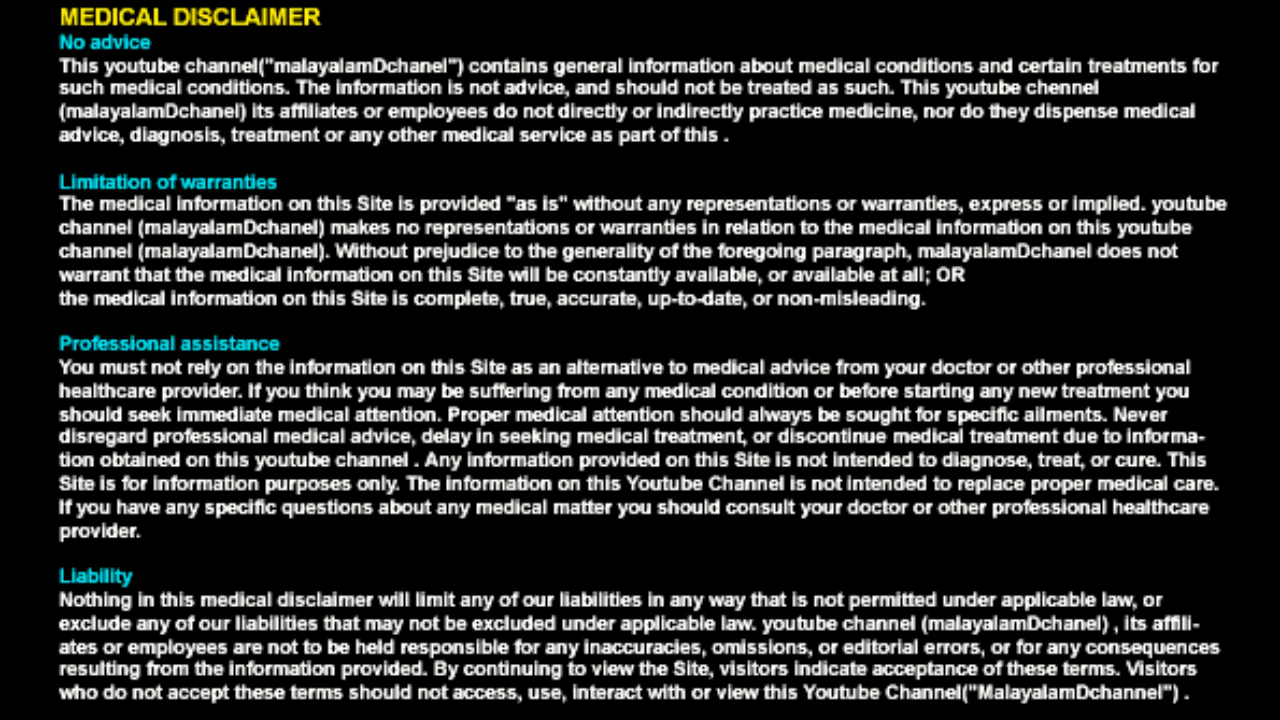 MEDICAL DISCLAIMER
No advice
This youtube channel("malayalamDchanel") contains general information about medical conditions and certain treatments for
such medical conditions. The information is not advice, and should not be treated as such. This youtube chennel
(malayalamDchanel) its affiliates or employees do not directly or indirectly practice medicine, nor do they dispense medical
advice, diagnosis, treatment or any other medical service as part of this .
Limitation of warranties
The medical information on this Site is provided "as is" without any representations or warranties, express or implied. youtube
channel (malayalamDchanel) makes no representations or warranties in relation to the medical information on this youtube
channel (malayalamDchanel). Without prejudice to the generality of the foregoing paragraph, malayalamDchanel does not
warrant that the medical information on this Site will be constantly available, or available at all; OR
the medical information on this Site is complete, true, accurate, up-to-date, or non-misleading.
Professional assistance
You must not rely on the information on this Site as an alternative to medical advice from your doctor or other professional
healthcare provider. If you think you may be suffering from any medical condition or before starting any new treatment you
should seek immediate medical attention. Proper medical attention should always be sought for specific ailments. Never
disregard professional medical advice, delay in seeking medical treatment, or discontinue medical treatment due to informa-
tion obtained on this youtube channel . Any information provided on this Site is not intended to diagnose, treat, or cure. This
Site is for information purposes only. The information on this Youtube Channel is not intended to replace proper medical care.
If you have any specific questions about any medical matter you should consult your doctor or other professional healthcare
provider.
Liability
Nothing in this medical disclaimer will limit any of our liabilities in any way that is not permitted under applicable law, or
exclude any of our liabilities that may not be excluded under applicable law. youtube channel (malayalamDchanel) , its affili-
ates or employees are not to be held responsible for any inaccuracies, omissions, or editorial errors, or for any consequences
resulting from the information provided. By continuing to view the Site, visitors indicate acceptance of these terms. Visitors
who do not accept these terms should not access, use, interact with or view this Youtube Channel("MalayalamDchannel") .